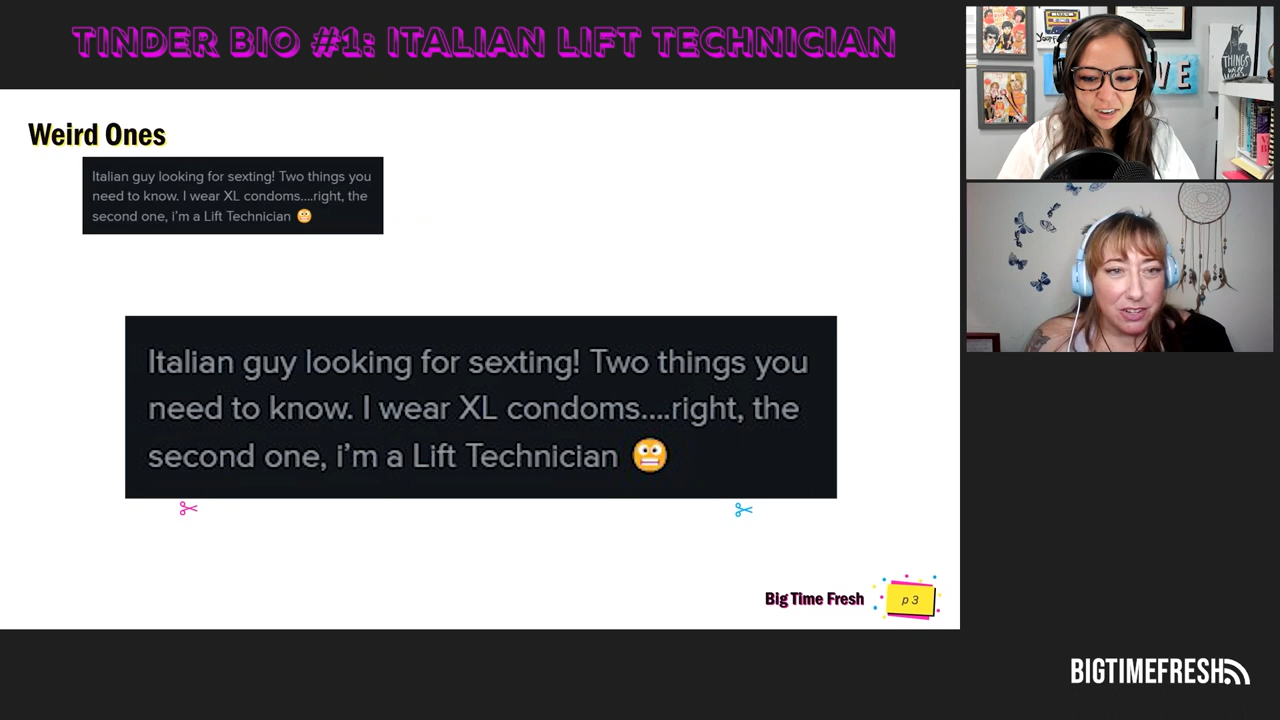 TINDER BIO #1: ITALIAN LIFT TECHNICIAN
Weird Ones
Italian guy looking for sexting! Two things you
need to know. I wear XL condoms....right, the
second one, i'm a Lift Technician 😬
Italian guy looking for sexting! Two things you
need to know. I wear XL condoms....right, the
second one, i'm a Lift Technician 😬
Big Time Fresh
p 3
THINGS
BIGTIMEFRESH